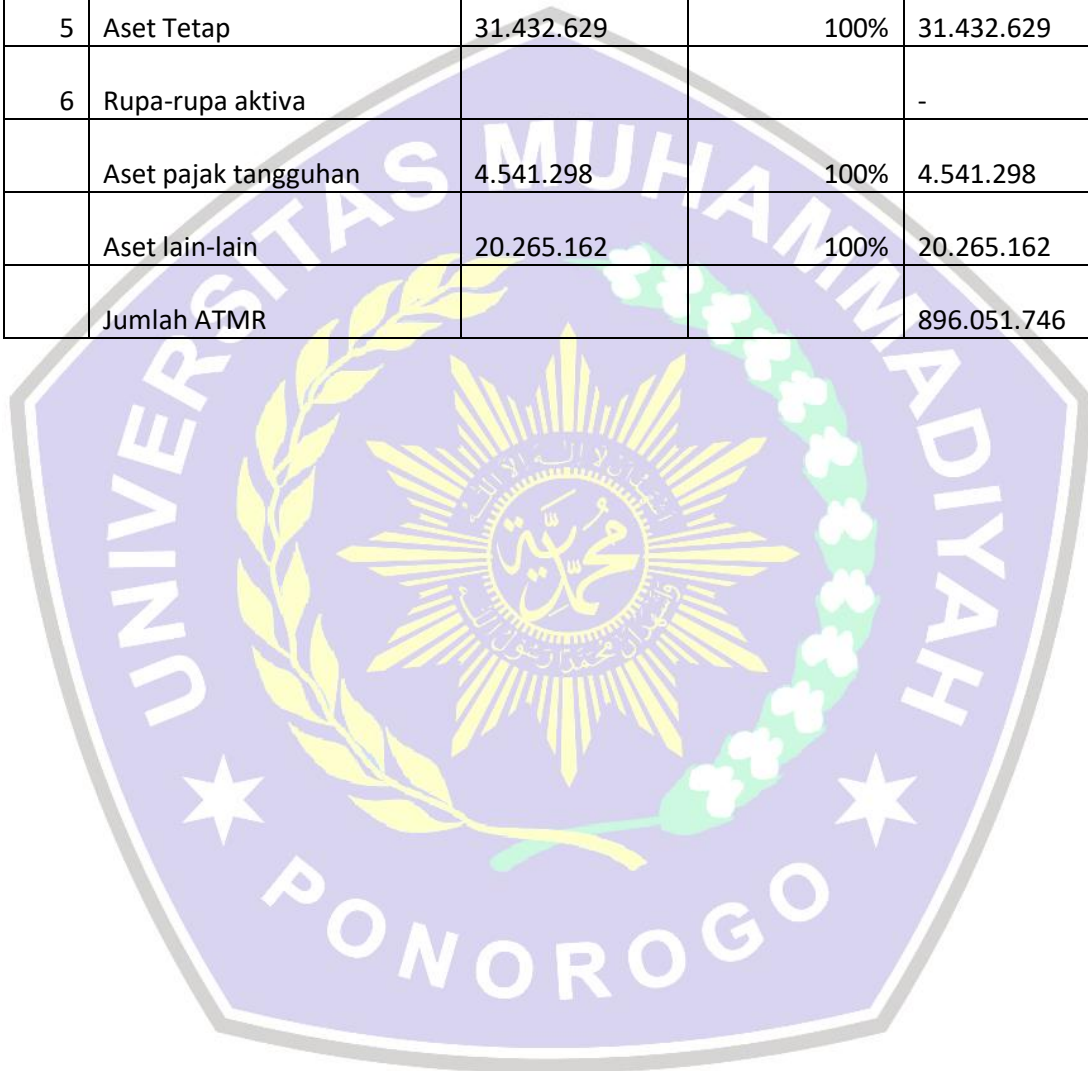 5 Aset Tetap 31.432.629 100% 31.432.629
6 Rupa-rupa aktiva -
Aset pajak tangguhan 4.541.298 100% 4.541.298
Aset lain-lain 20.265.162 100% 20.265.162
Jumlah ATMR 896.051.746
UNIVERSITAS MUHAMMADIYAH
PONOROGO
محمدية